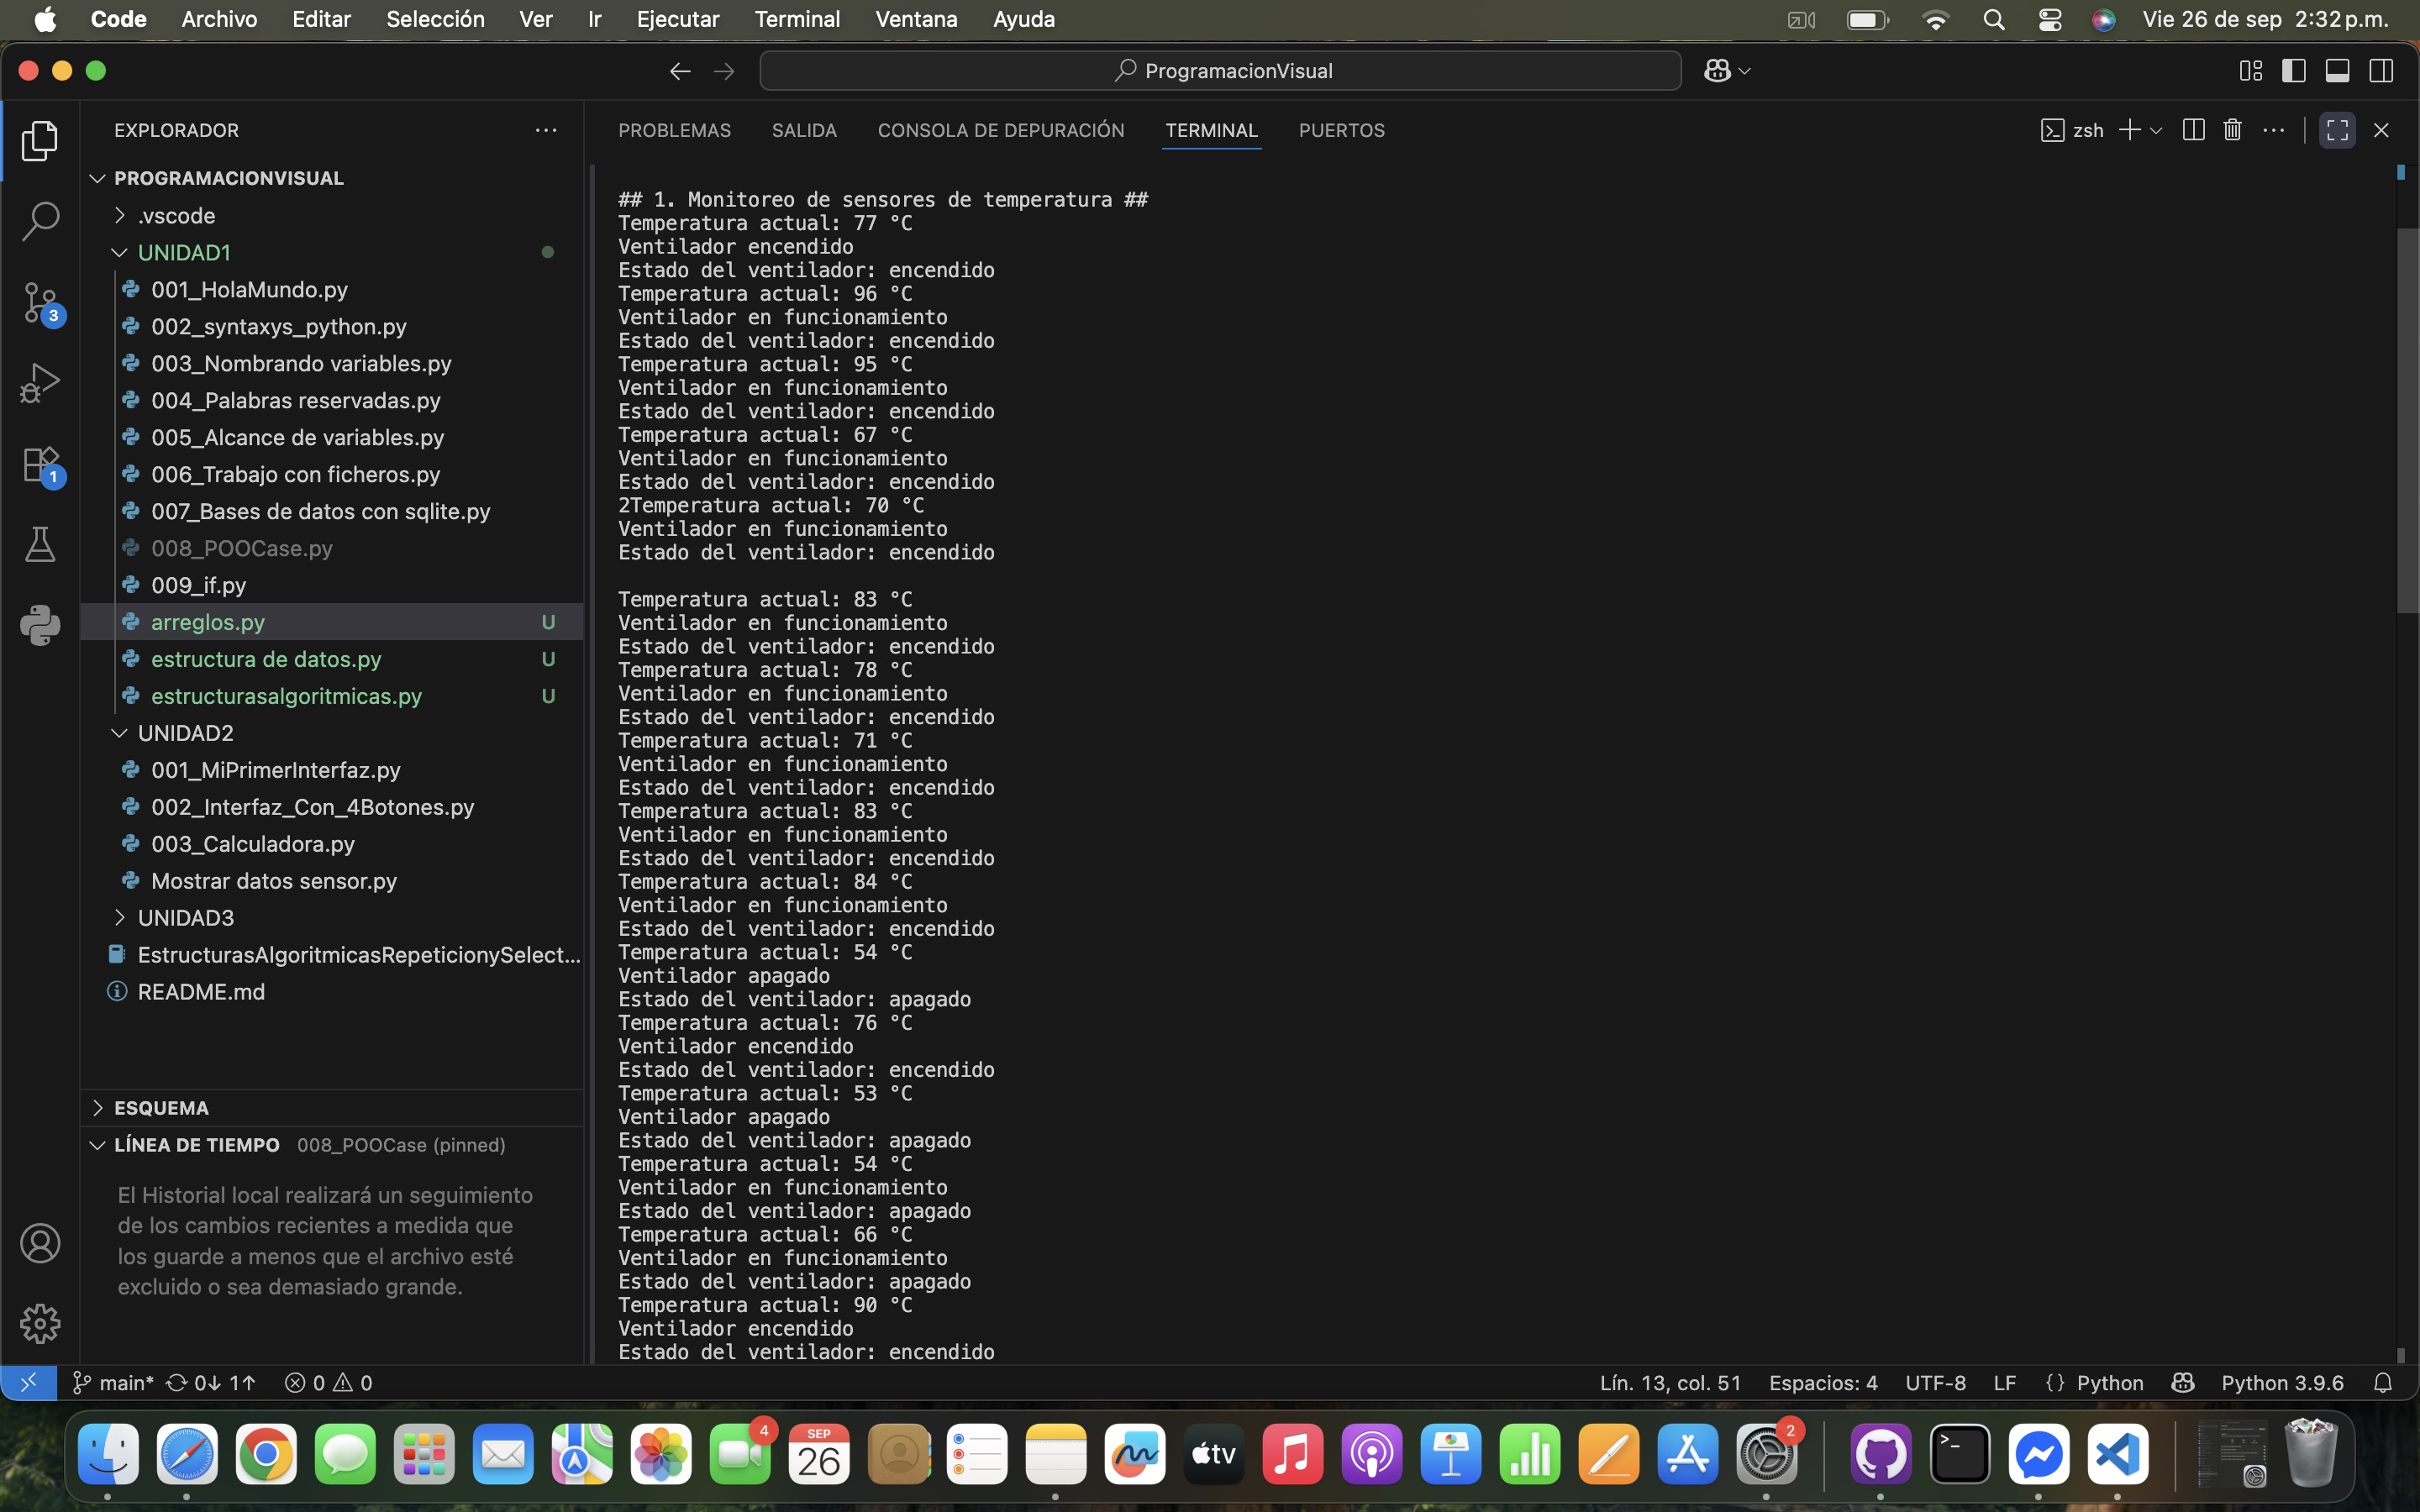 Code Archivo Editar Selección Ver Ir Ejecutar Terminal Ventana Ayuda Vie 26 de sep 2:32 p.m.
ProgramacionVisual
EXPLORADOR
PROGRAMACIONVISUAL
.vscode
UNIDAD1
001_HolaMundo.py
002_syntaxys_python.py
003_Nombrando variables.py
004_Palabras reservadas.py
3
005_Alcance de variables.py
006_Trabajo con ficheros.py
1
007_Bases de datos con sqlite.py
008_POOCase.py
009_if.py
arreglos.py U
estructura de datos.py U
estructurasalgoritmicas.py U
UNIDAD2
001_MiPrimerInterfaz.py
002_Interfaz_Con_4Botones.py
003_Calculadora.py
Mostrar datos sensor.py
UNIDAD3
EstructurasAlgoritmicasRepeticionySelect...
README.md
ESQUEMA
LÍNEA DE TIEMPO 008_POOCase (pinned)
El Historial local realizará un seguimiento
de los cambios recientes a medida que
los guarde a menos que el archivo esté
excluido o sea demasiado grande.
PROBLEMAS SALIDA CONSOLA DE DEPURACIÓN TERMINAL PUERTOS zsh
## 1. Monitoreo de sensores de temperatura ##
Temperatura actual: 77 °C
Ventilador encendido
Estado del ventilador: encendido
Temperatura actual: 96 °C
Ventilador en funcionamiento
Estado del ventilador: encendido
Temperatura actual: 95 °C
Ventilador en funcionamiento
Estado del ventilador: encendido
Temperatura actual: 67 °C
Ventilador en funcionamiento
Estado del ventilador: encendido
2Temperatura actual: 70 °C
Ventilador en funcionamiento
Estado del ventilador: encendido
Temperatura actual: 83 °C
Ventilador en funcionamiento
Estado del ventilador: encendido
Temperatura actual: 78 °C
Ventilador en funcionamiento
Estado del ventilador: encendido
Temperatura actual: 71 °C
Ventilador en funcionamiento
Estado del ventilador: encendido
Temperatura actual: 83 °C
Ventilador en funcionamiento
Estado del ventilador: encendido
Temperatura actual: 84 °C
Ventilador en funcionamiento
Estado del ventilador: encendido
Temperatura actual: 54 °C
Ventilador apagado
Estado del ventilador: apagado
Temperatura actual: 76 °C
Ventilador encendido
Estado del ventilador: encendido
Temperatura actual: 53 °C
Ventilador apagado
Estado del ventilador: apagado
Temperatura actual: 54 °C
Ventilador en funcionamiento
Estado del ventilador: apagado
Temperatura actual: 66 °C
Ventilador en funcionamiento
Estado del ventilador: apagado
Temperatura actual: 90 °C
Ventilador encendido
Estado del ventilador: encendido
main* 0↓ 1↑ 0 0 Lín. 13, col. 51 Espacios: 4 UTF-8 LF {} Python Python 3.9.6
4
SEP
26
tv
2